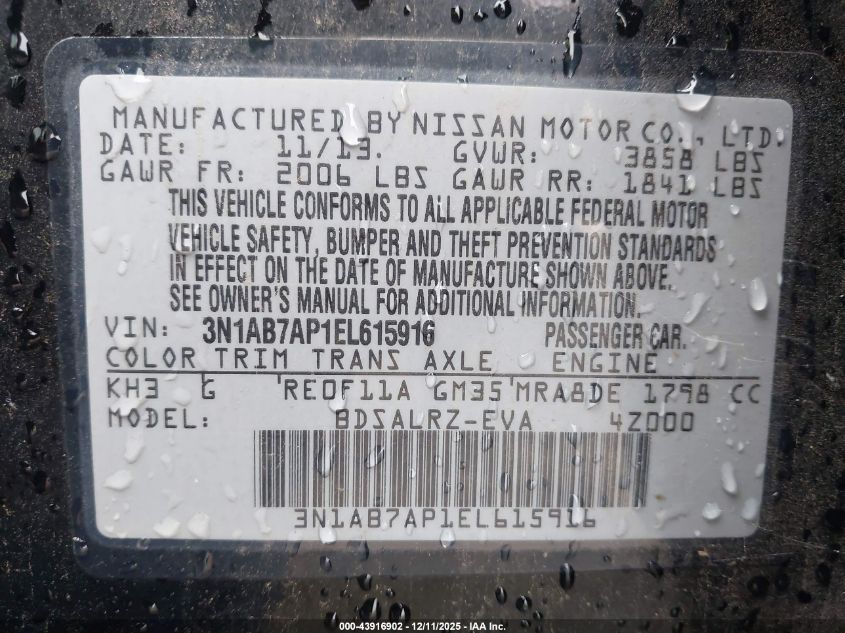 MANUFACTURED BY NISSAN MOTOR CO., LTD.
DATE: 11/13. GVWR: 3858 LBS
GAWR FR: 2006 LBS GAWR RR: 1841 LBS
THIS VEHICLE CONFORMS TO ALL APPLICABLE FEDERAL MOTOR
VEHICLE SAFETY, BUMPER AND THEFT PREVENTION STANDARDS
IN EFFECT ON THE DATE OF MANUFACTURE SHOWN ABOVE.
SEE OWNER'S MANUAL FOR ADDITIONAL INFORMATION.
VIN: 3N1AB7AP1EL615916 PASSENGER CAR.
COLOR TRIM TRANS AXLE ENGINE
KH3 G RE0F11A GM35 MRA8DE 1798 CC
MODEL: BDSALRZ-EVA 4Z000
3N1AB7AP1EL615916
000-43916902 - 12/11/2025 - IAA Inc.